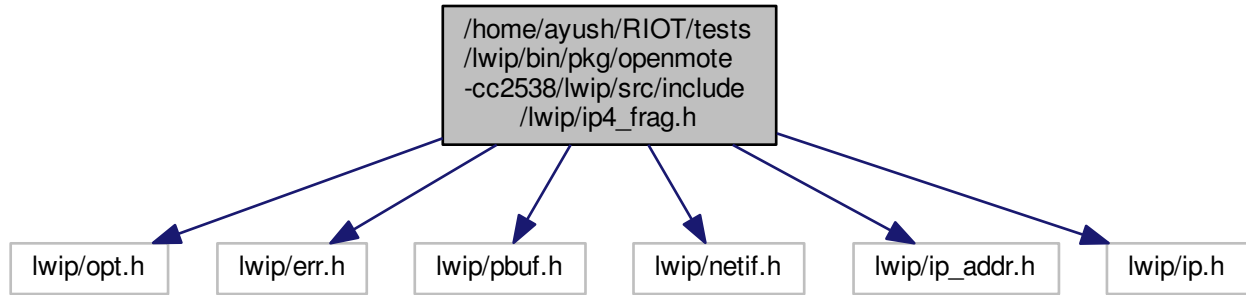 /home/ayush/RIOT/tests
/lwip/bin/pkg/openmote
-cc2538/lwip/src/include
/lwip/ip4_frag.h
lwip/opt.h
lwip/err.h
lwip/pbuf.h
lwip/netif.h
lwip/ip_addr.h
lwip/ip.h